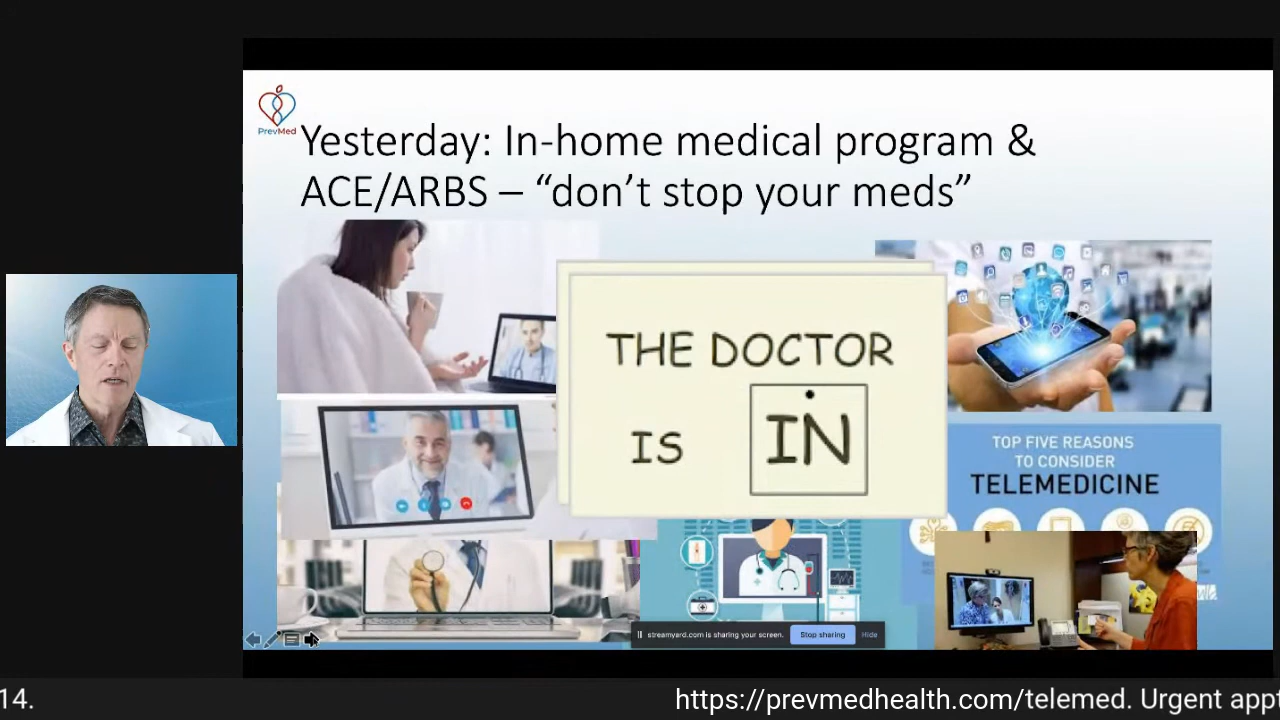 PrevMed
Yesterday: In-home medical program &
ACE/ARBS – “don’t stop your meds”
THE DOCTOR
IS IN
TOP FIVE REASONS
TO CONSIDER
TELEMEDICINE
streamyard.com is sharing your screen. Stop sharing Hide
14. https://prevmedhealth.com/telemed. Urgent appt